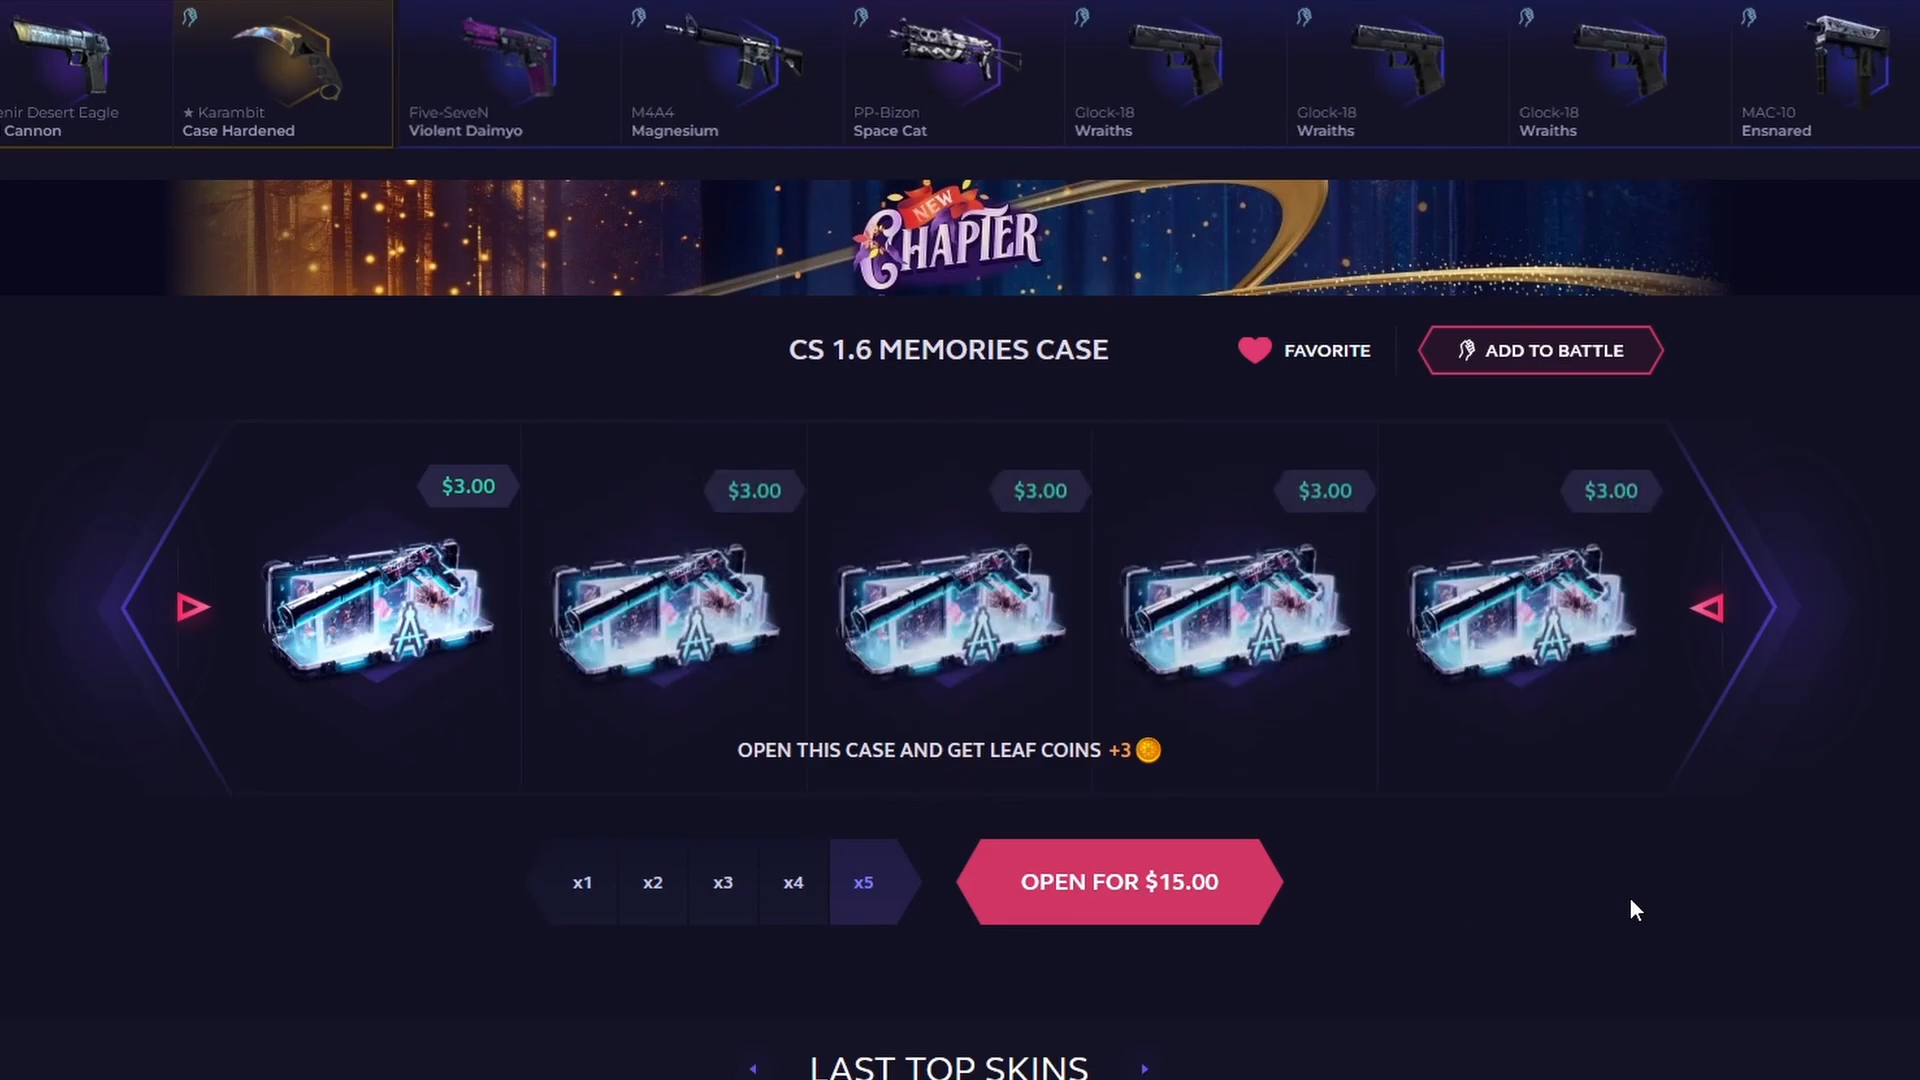 enir Desert Eagle
Cannon
★ Karambit
Case Hardened
Five-SeveN
Violent Daimyo
M4A4
Magnesium
PP-Bizon
Space Cat
Glock-18
Wraiths
Glock-18
Wraiths
Glock-18
Wraiths
MAC-10
Ensnared
NEW
CHAPTER
CS 1.6 MEMORIES CASE
FAVORITE
ADD TO BATTLE
$3.00
$3.00
$3.00
$3.00
$3.00
OPEN THIS CASE AND GET LEAF COINS +3
x1
x2
x3
x4
x5
OPEN FOR $15.00
LAST TOP SKINS